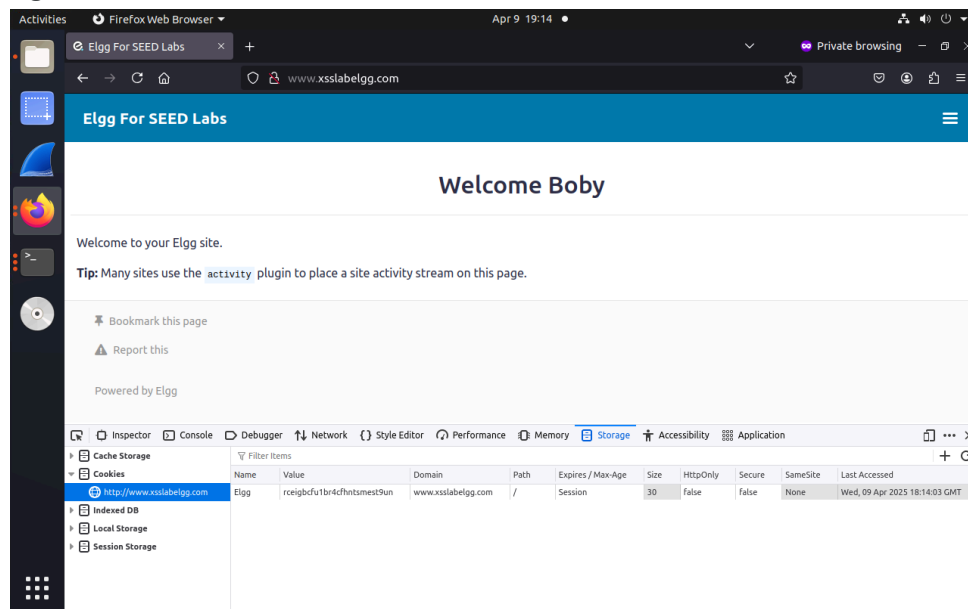 Activities Firefox Web Browser Apr 9 19:14
Elgg For SEED Labs Private browsing
www.xsslabelgg.com
Elgg For SEED Labs
Welcome Boby
Welcome to your Elgg site.
Tip: Many sites use the activity plugin to place a site activity stream on this page.
Bookmark this page
Report this
Powered by Elgg
Inspector Console Debugger Network Style Editor Performance Memory Storage Accessibility Application
Cache Storage Filter Items
Cookies Name Value Domain Path Expires / Max-Age Size HttpOnly Secure SameSite Last Accessed
http://www.xsslabelgg.com Elgg rceigbcfu1br4cfhntsmest9un www.xsslabelgg.com / Session 30 false false None Wed, 09 Apr 2025 18:14:03 GMT
Indexed DB
Local Storage
Session Storage